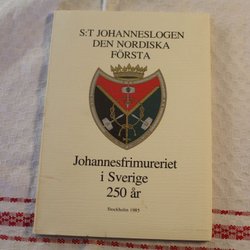 S:T JOHANNESLOGEN
DEN NORDISKA
FÖRSTA
Johannesfrimureriet
i Sverige
250 år
Stockholm 1985